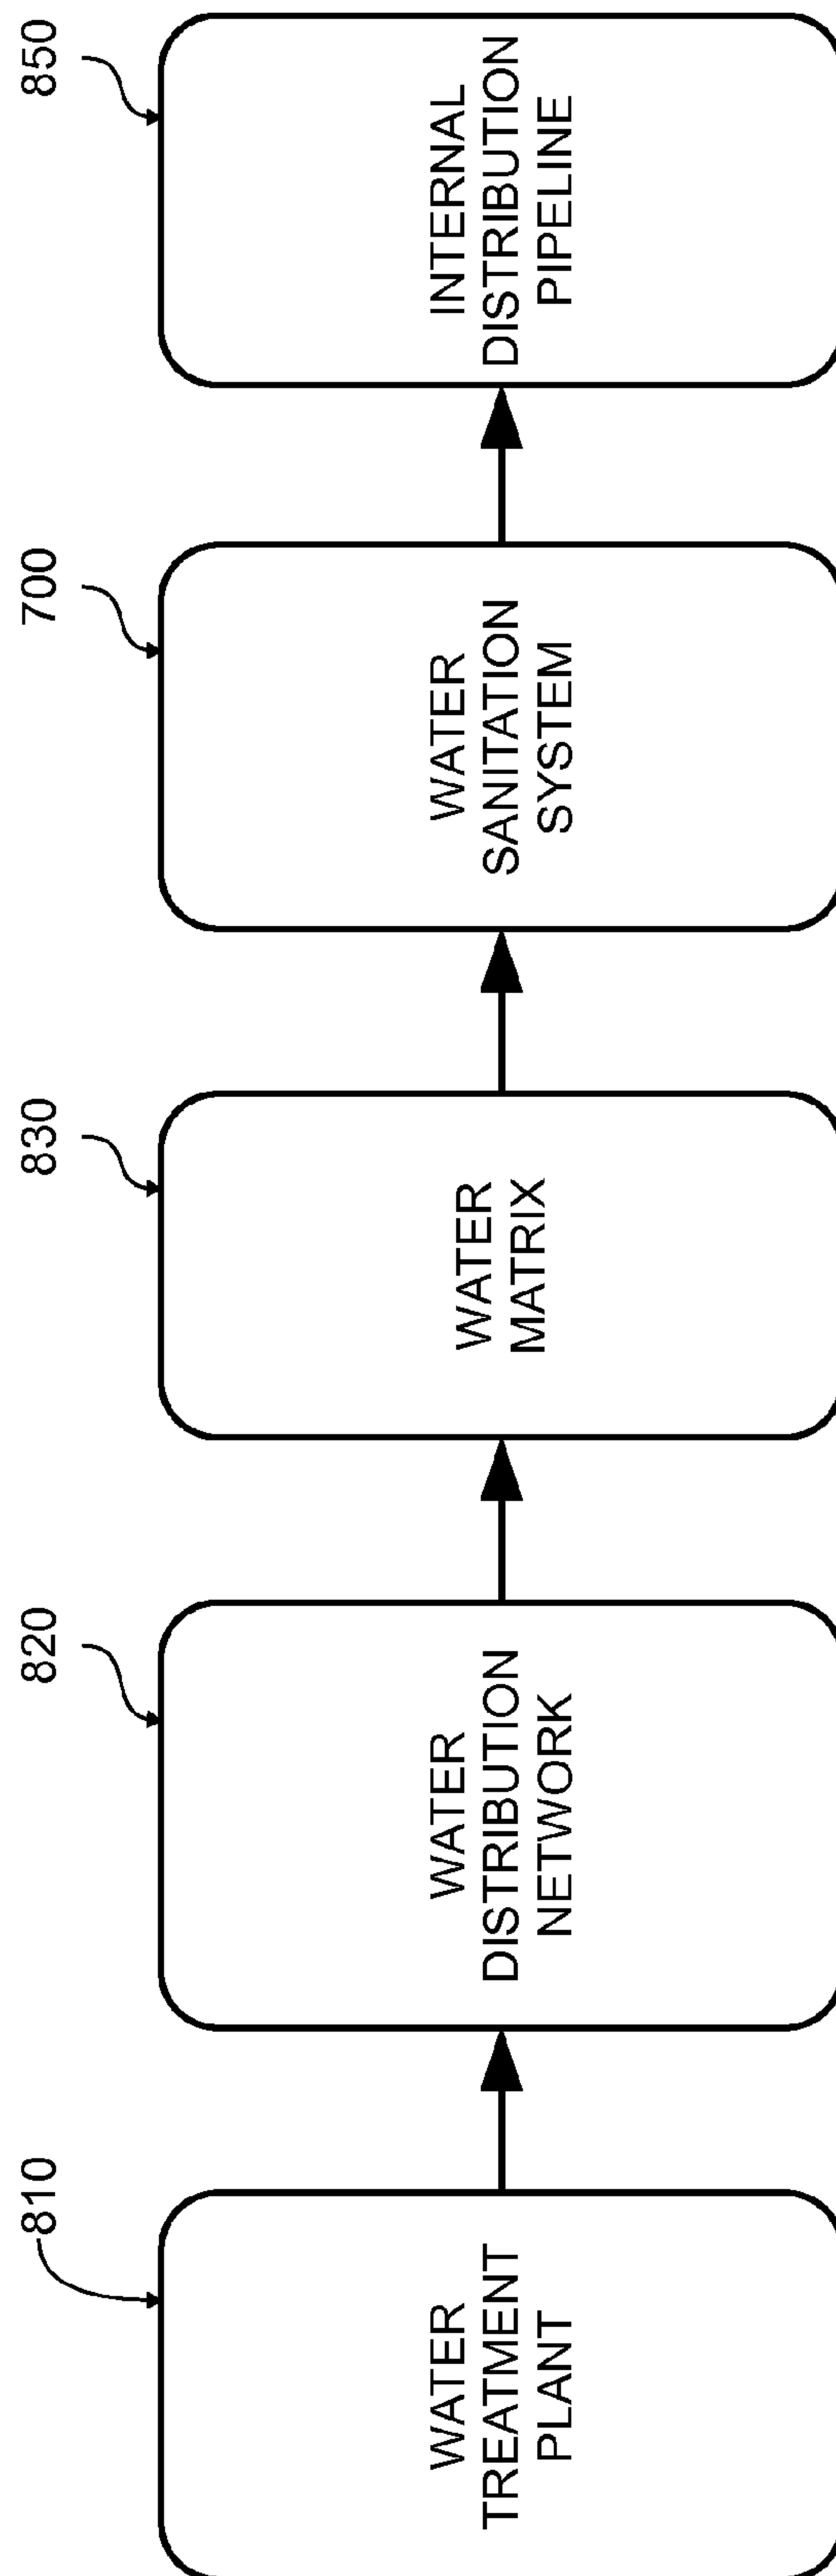 810
WATER
TREATMENT
PLANT
820
WATER
DISTRIBUTION
NETWORK
830
WATER
MATRIX
700
WATER
SANITATION
SYSTEM
850
INTERNAL
DISTRIBUTION
PIPELINE